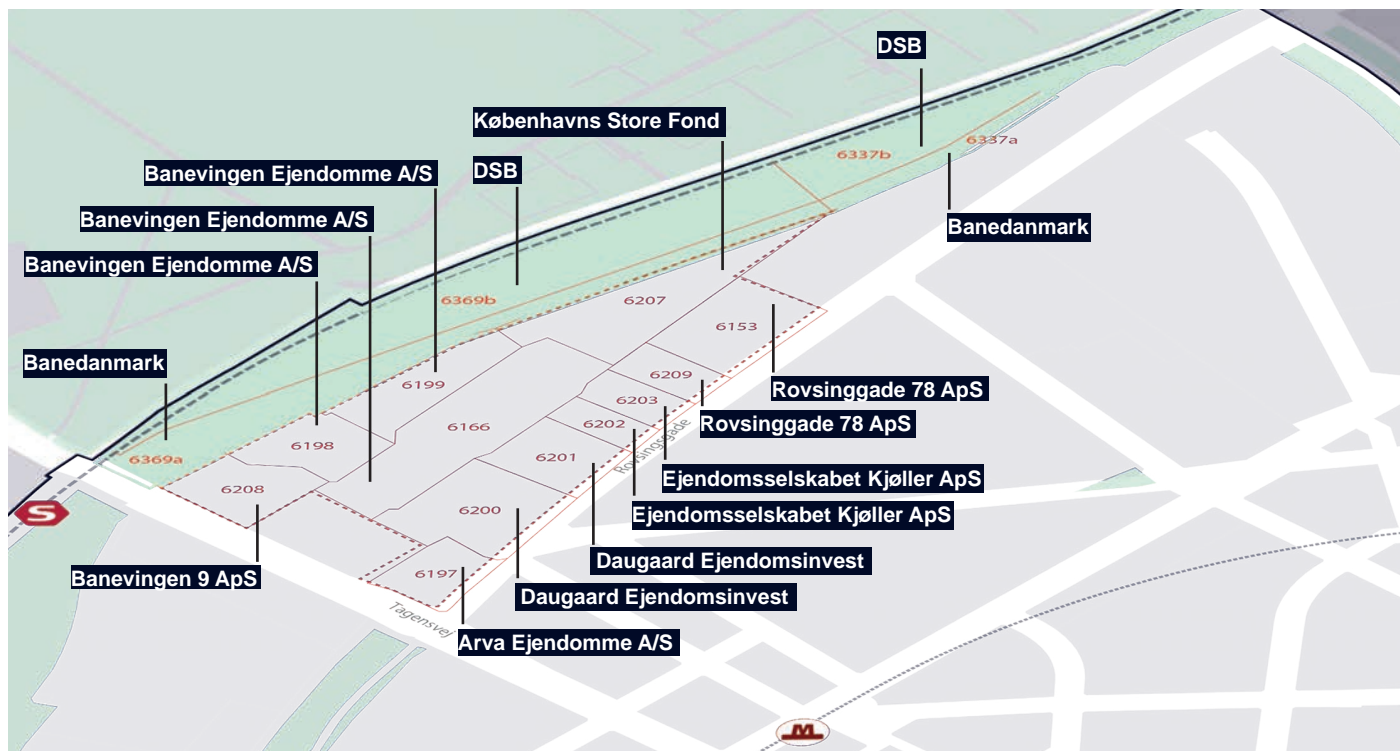 DSB
Københavns Store Fond
6337b
6337a
Banevingen Ejendomme A/S
DSB
Banevingen Ejendomme A/S
Banedanmark
Banevingen Ejendomme A/S
6369b
6207
6153
Banedanmark
6199
6209
Rovsinggade 78 ApS
6203
6198
6166
6202
Rovsinggade 78 ApS
6369a
6201
Rovsingsgade
Ejendomsselskabet Kjøller ApS
6208
6200
Ejendomsselskabet Kjøller ApS
S
Daugaard Ejendomsinvest
Banevingen 9 ApS
6197
Daugaard Ejendomsinvest
Tagensvej
Arva Ejendomme A/S
M